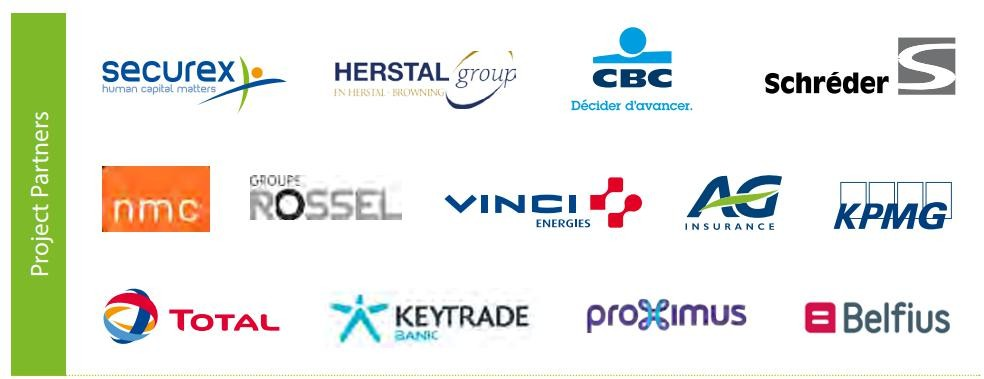 Project Partners
securex
human capital matters
HERSTAL group
FN HERSTAL - BROWNING
CBC
Décider d'avancer.
Schréder
nmc
GROUPE
ROSSEL
VINCI
ENERGIES
AG
INSURANCE
KPMG
TOTAL
KEYTRADE
BANK
proximus
Belfius